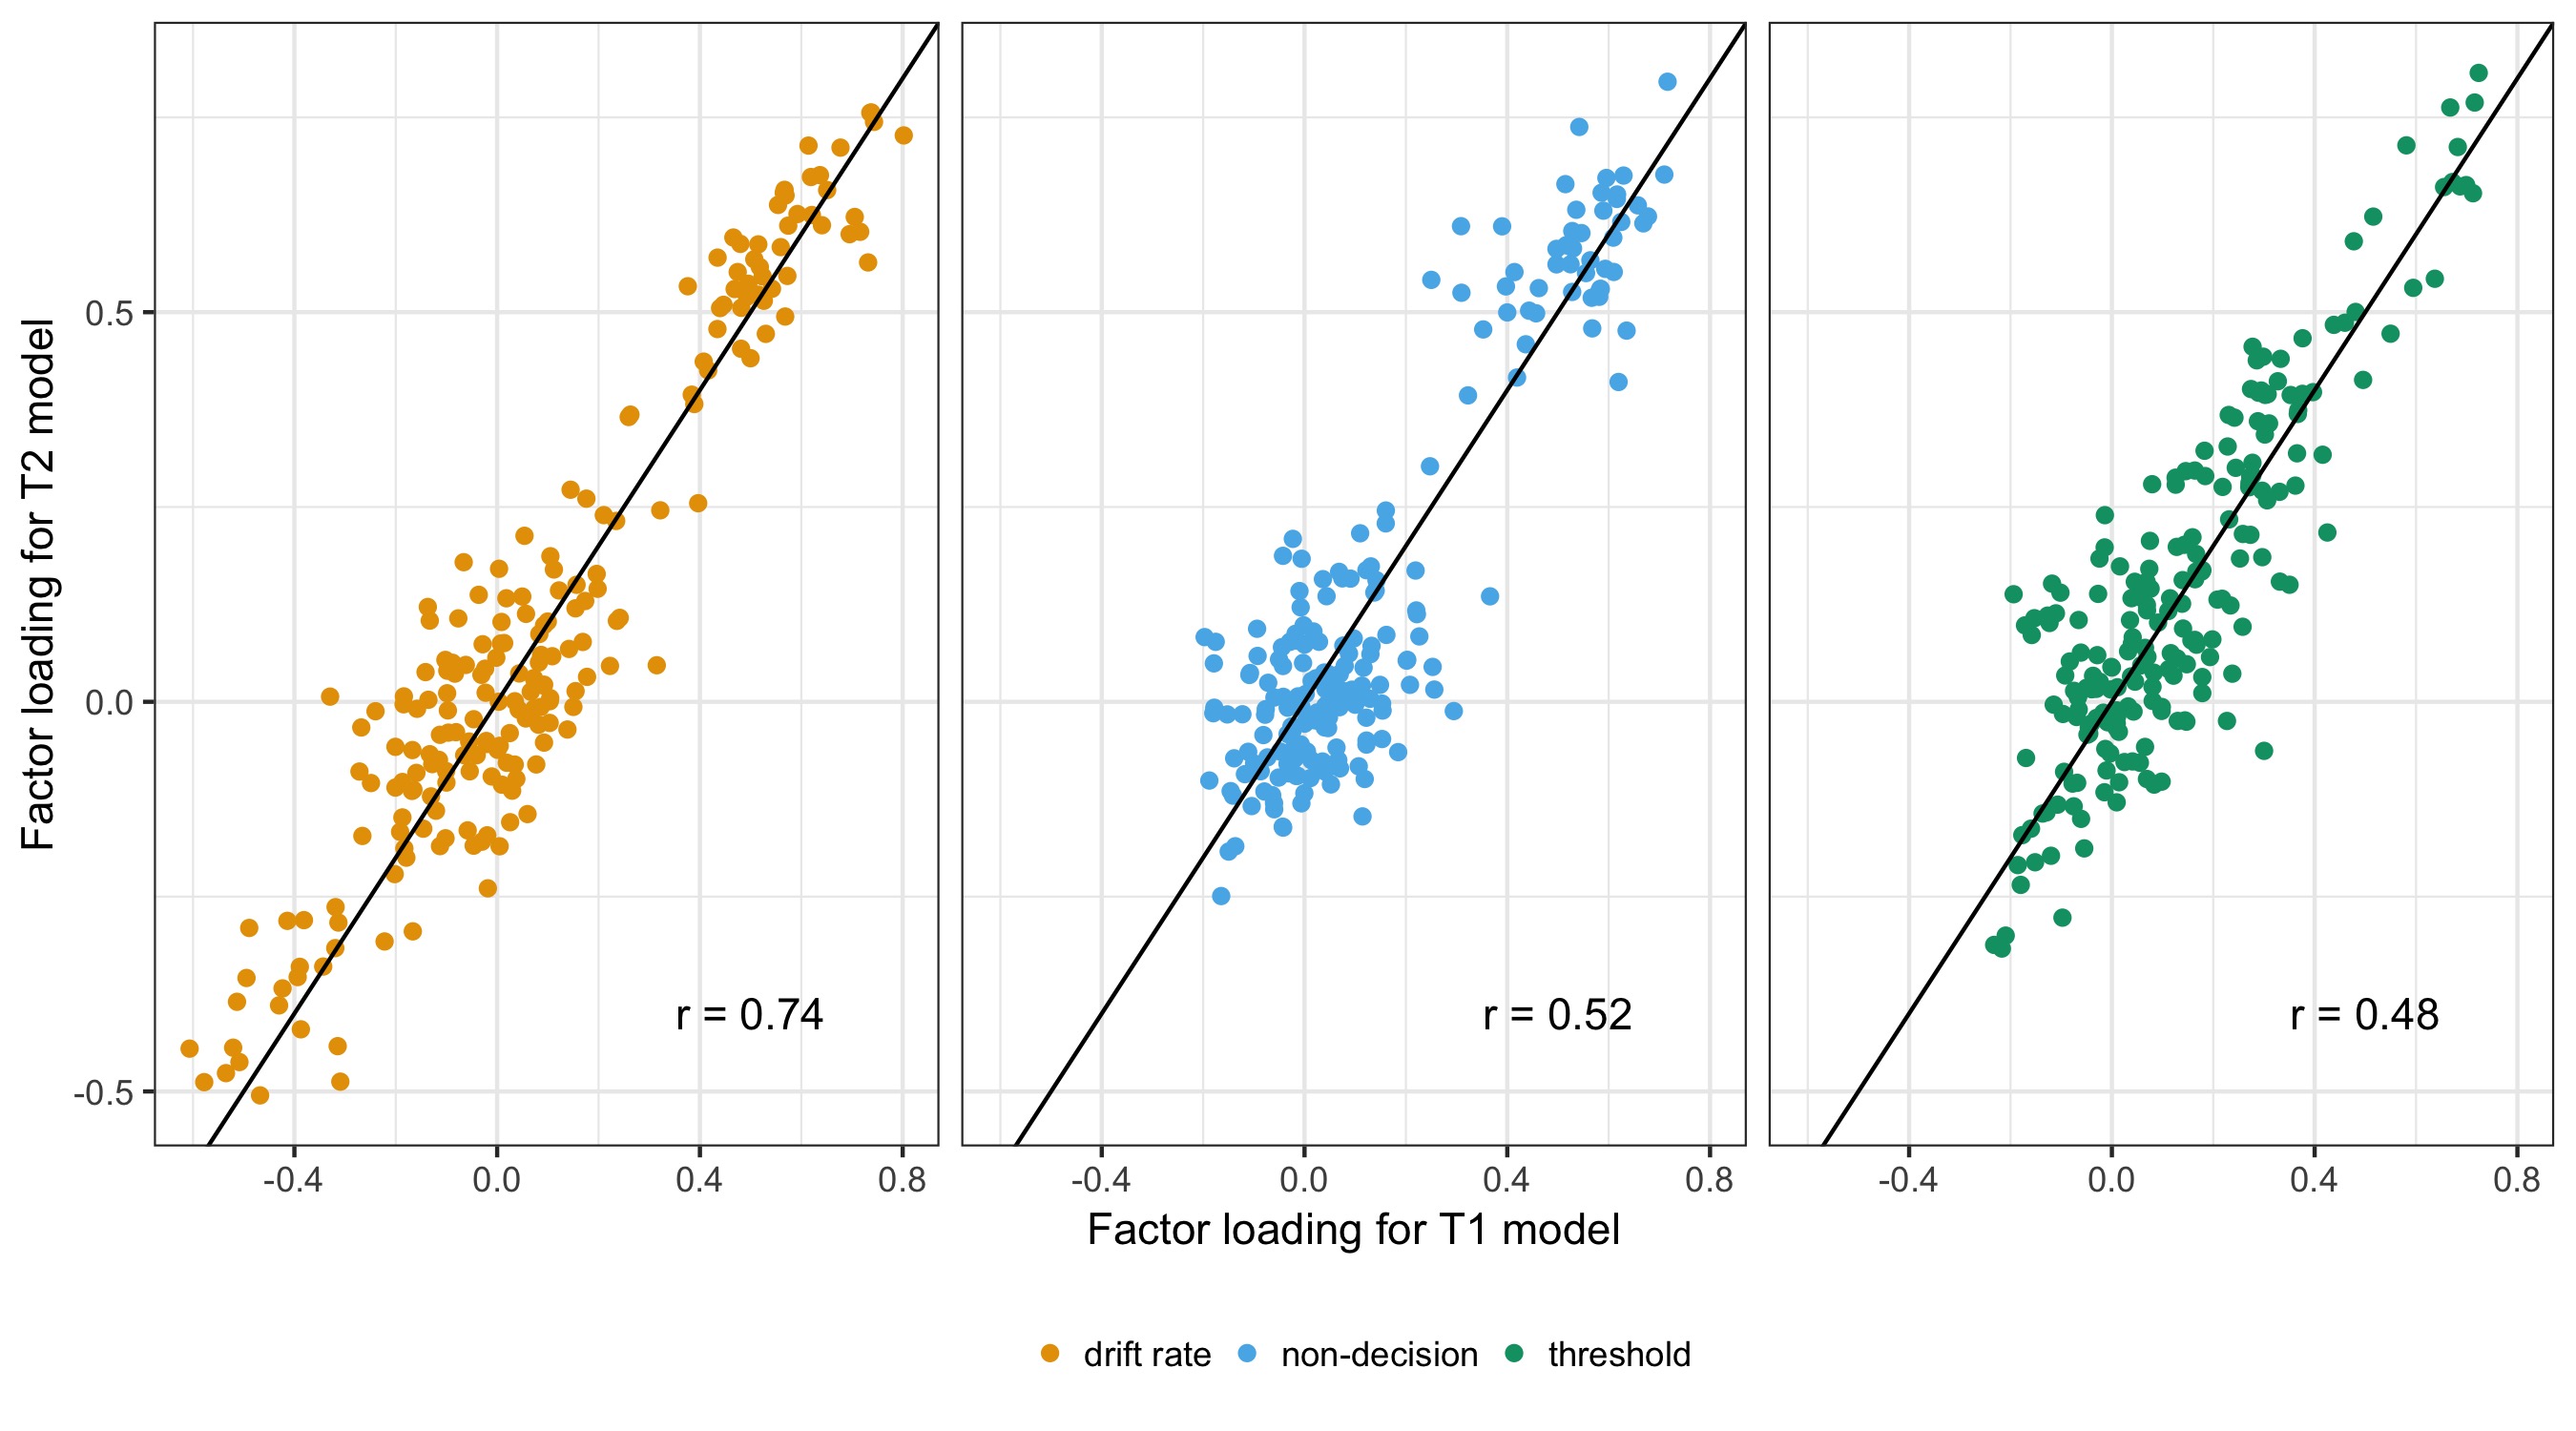 Factor loading for T2 model
0.5
0.0
-0.5
r = 0.74
r = 0.52
r = 0.48
-0.4 0.0 0.4 0.8
-0.4 0.0 0.4 0.8
-0.4 0.0 0.4 0.8
Factor loading for T1 model
drift rate non-decision threshold